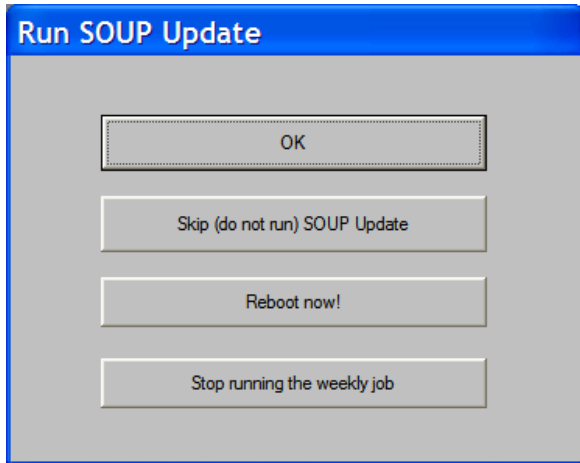 Run SOUP Update
OK
Skip (do not run) SOUP Update
Reboot now!
Stop running the weekly job